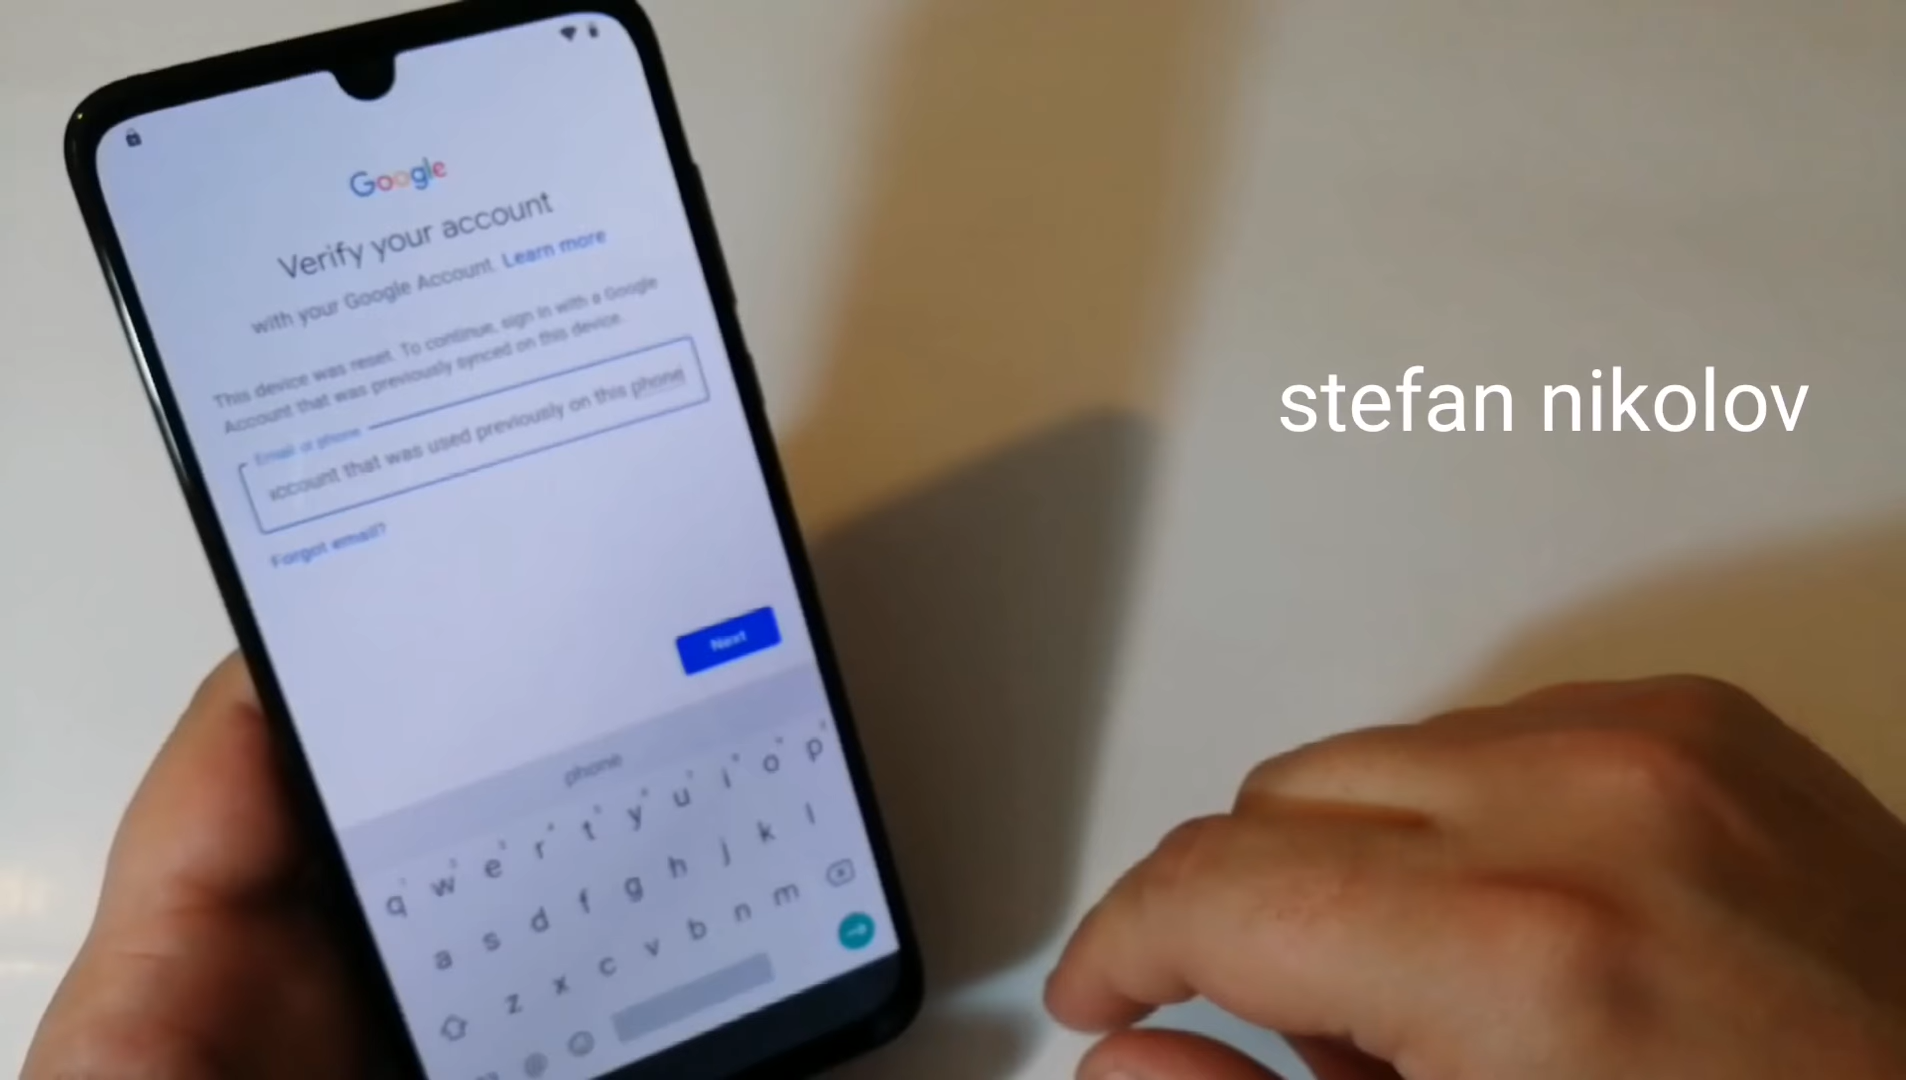 Google
Verify your account
with your Google Account. Learn more
This device was reset. To continue, sign in with a Google
Account that was previously synced on this device.
Email or phone
ccount that was used previously on this phone
Forgot email?
Next
phone
q w e r t y u i o p
a s d f g h j k l
z x c v b n m
@
stefan nikolov